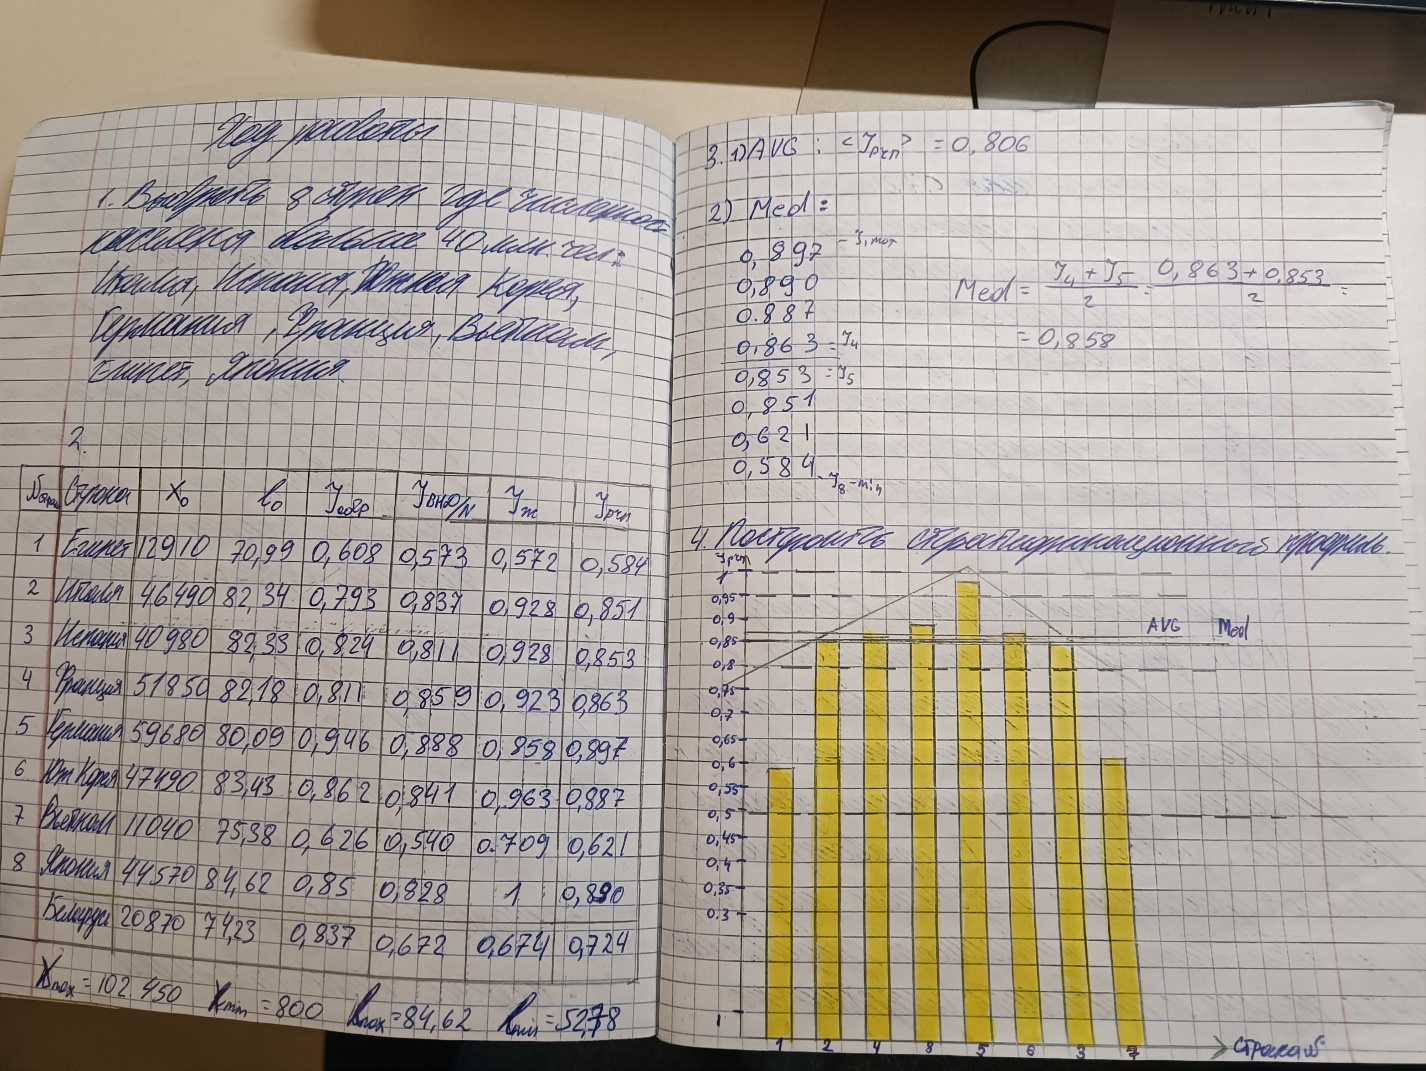 Ход работы
1. Выбрать 8 стран где численность
населения больше 40 млн. чел:
Италия, Испания, Южная Корея,
Германия, Франция, Вьетнам,
Египет, Япония.
2.
Страна X₀ l₀ Jобр Jвнд/N Jж Jрчп
1 Египет 12910 70,99 0,608 0,573 0,572 0,584
2 Италия 46490 82,34 0,793 0,837 0,928 0,851
3 Испания 40980 82,33 0,824 0,811 0,928 0,853
4 Франция 51850 82,18 0,811 0,859 0,923 0,863
5 Германия 59680 80,09 0,946 0,888 0,858 0,897
6 Юж Корея 47490 83,43 0,862 0,841 0,963 0,887
7 Вьетнам 11040 75,38 0,626 0,540 0.709 0,621
8 Япония 44570 84,62 0,85 0,828 1 0,890
Беларусь 20870 74,23 0,837 0,672 0,674 0,724
Xmax = 102 450 Xmin = 800 lmax = 84,62 lmin = 52,78
3. 1) AVG : <Jрчп> = 0,806
2) Med =
0,897 - J1 max
0,890
0.887
0,863 = J4
0,853 = J5
0,851
0,621
0,584 - J8 - min
Med = (J4 + J5)/2 = (0,863 + 0,853)/2 =
= 0,858
4. Построить стратификационный профиль.
Jрчп
1
0,95
0,9
0,85
0,8
0,75
0,7
0,65
0,6
0,55
0,5
0,45
0,4
0,35
0.3
AVG Med
1 2 4 8 5 6 3 7
Страна №